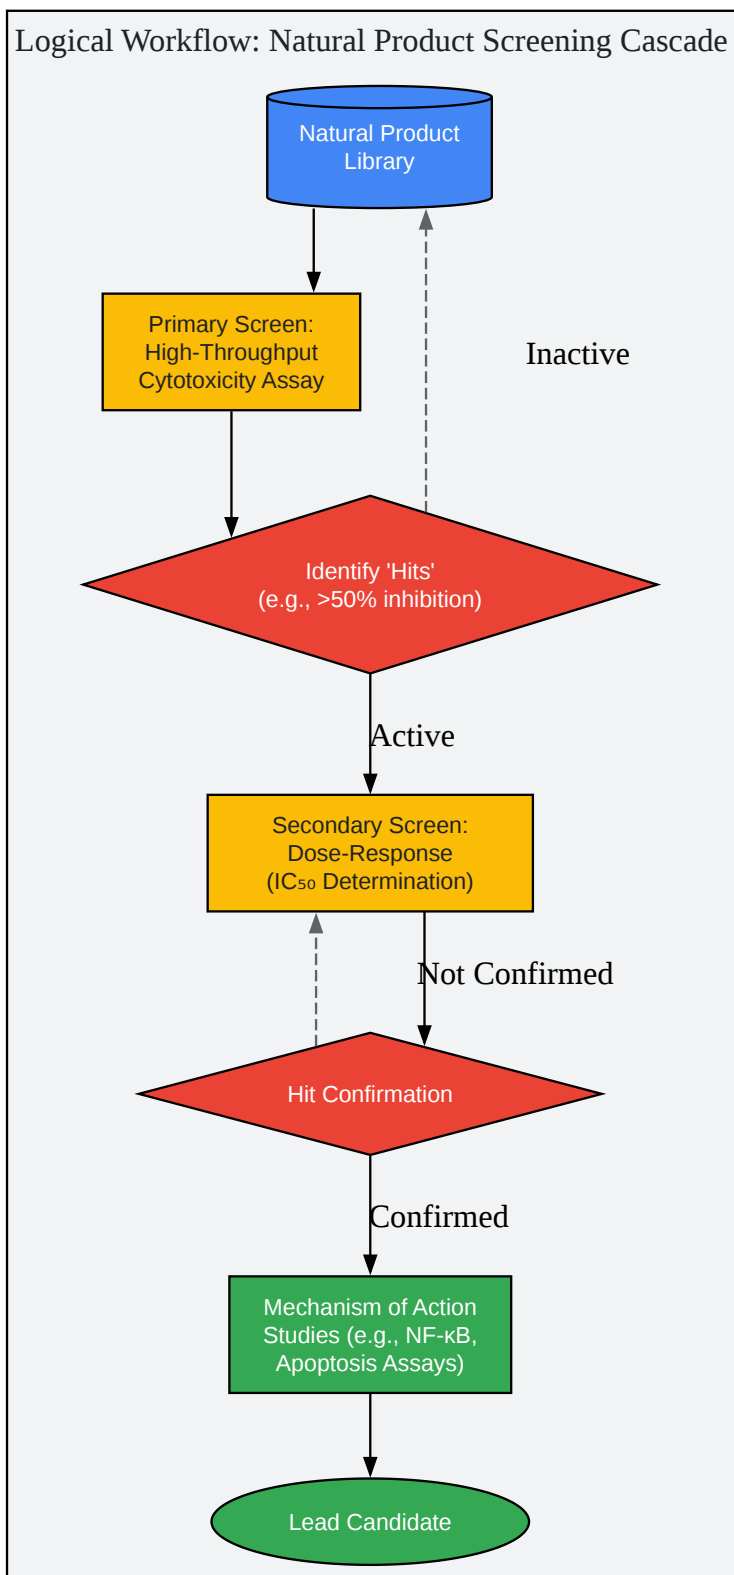 Logical Workflow: Natural Product Screening Cascade
Natural Product
Library
Primary Screen:
High-Throughput
Cytotoxicity Assay
Inactive
Identify 'Hits'
(e.g., >50% inhibition)
Active
Secondary Screen:
Dose-Response
(IC₅₀ Determination)
Not Confirmed
Hit Confirmation
Confirmed
Mechanism of Action
Studies (e.g., NF-κB,
Apoptosis Assays)
Lead Candidate